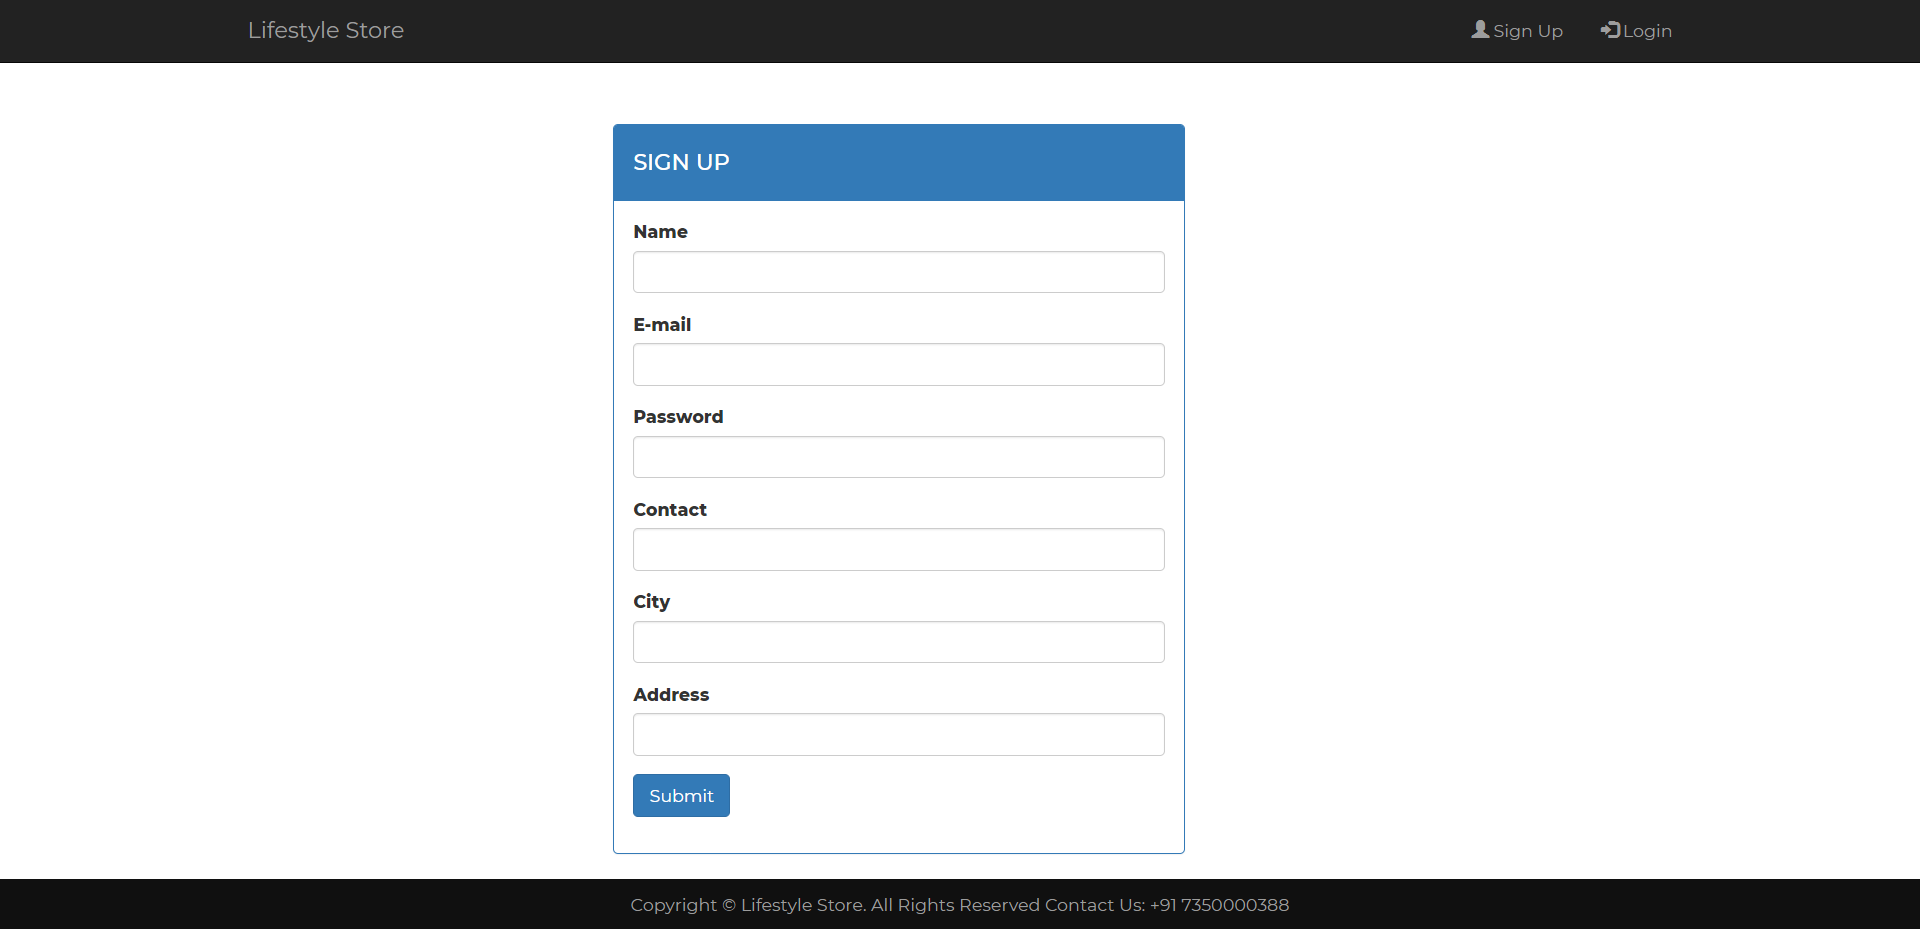 Lifestyle Store
Sign Up
Login
SIGN UP
Name
E-mail
Password
Contact
City
Address
Submit
Copyright © Lifestyle Store. All Rights Reserved Contact Us: +91 7350000388